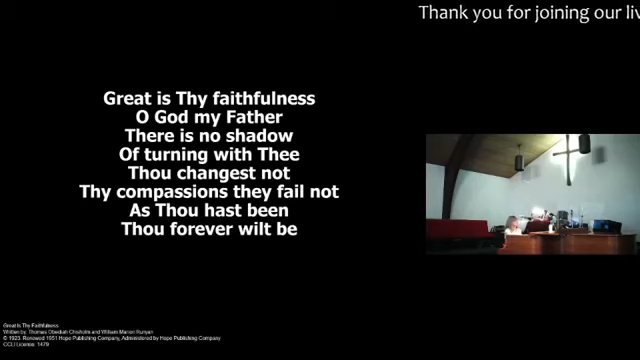 Thank you for joining our liv
Great is Thy faithfulness
O God my Father
There is no shadow
Of turning with Thee
Thou changest not
Thy compassions they fail not
As Thou hast been
Thou forever wilt be
Great Is Thy Faithfulness
Written by: Thomas Obediah Chisholm and William Marion Runyan
© 1923. Renewed 1951 Hope Publishing Company, Administered by Hope Publishing Company
CCLI License: 1479